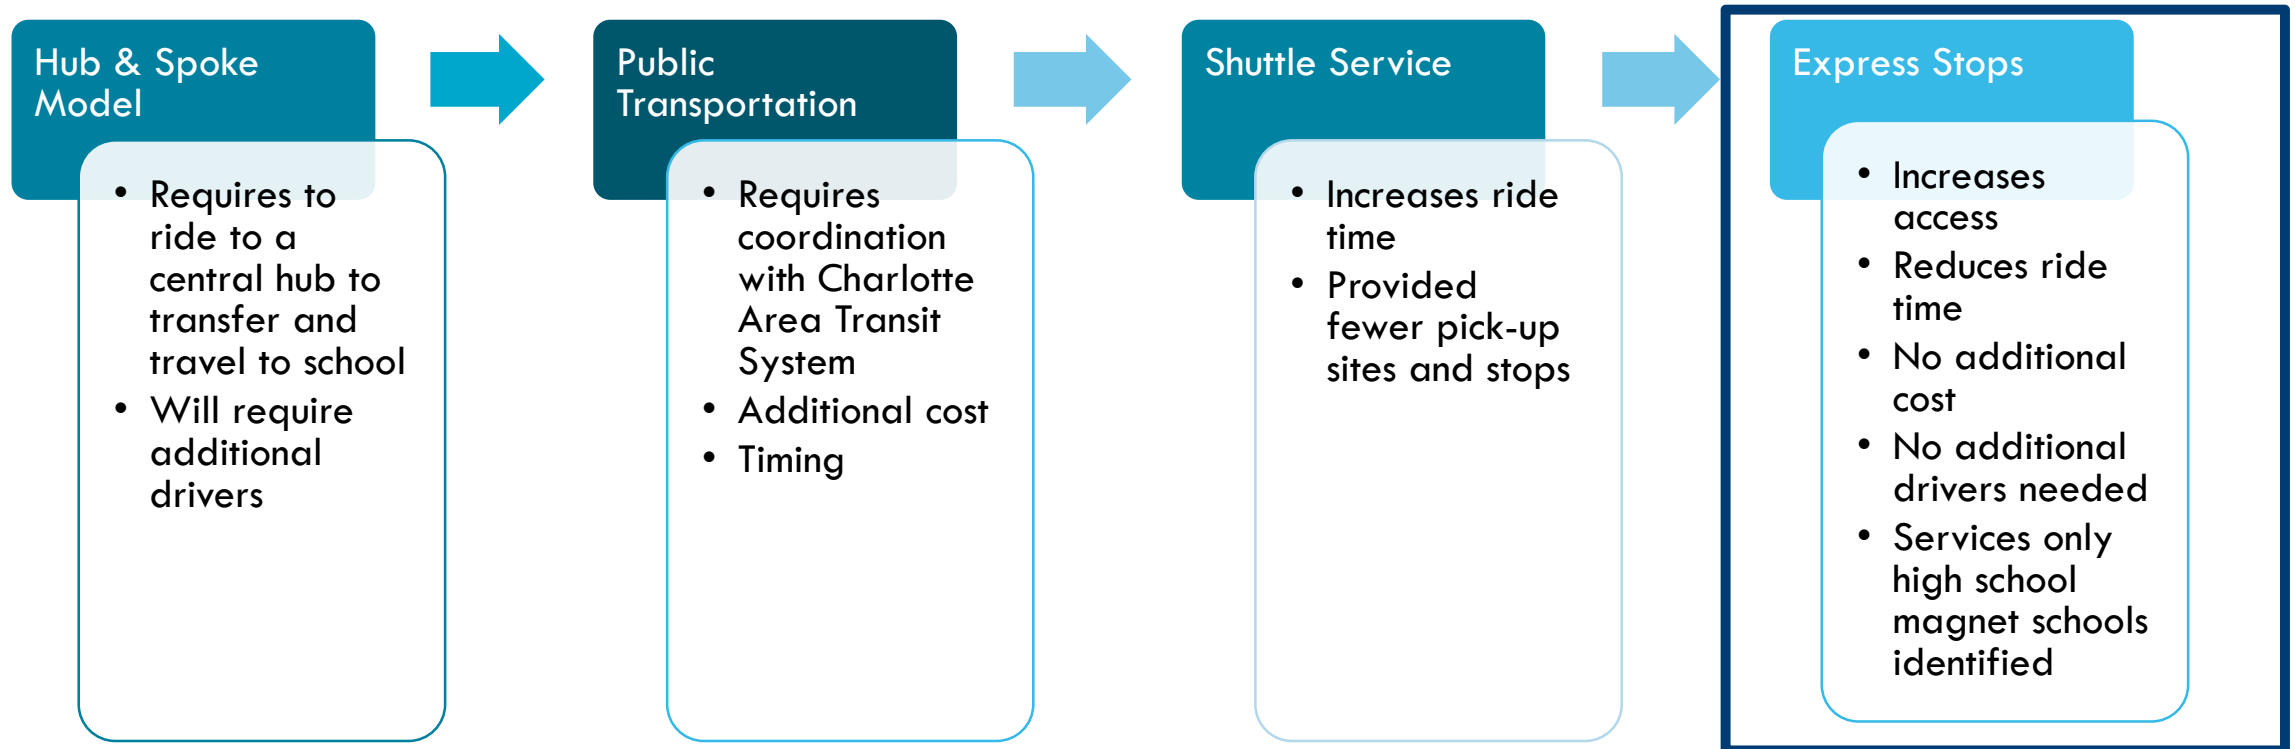 Hub & Spoke
Model
• Requires to
ride to a
central hub to
transfer and
travel to school
• Will require
additional
drivers
Public
Transportation
• Requires
coordination
with Charlotte
Area Transit
System
• Additional cost
• Timing
Shuttle Service
• Increases ride
time
• Provided
fewer pick-up
sites and stops
Express Stops
• Increases
access
• Reduces ride
time
• No additional
cost
• No additional
drivers needed
• Services only
high school
magnet schools
identified